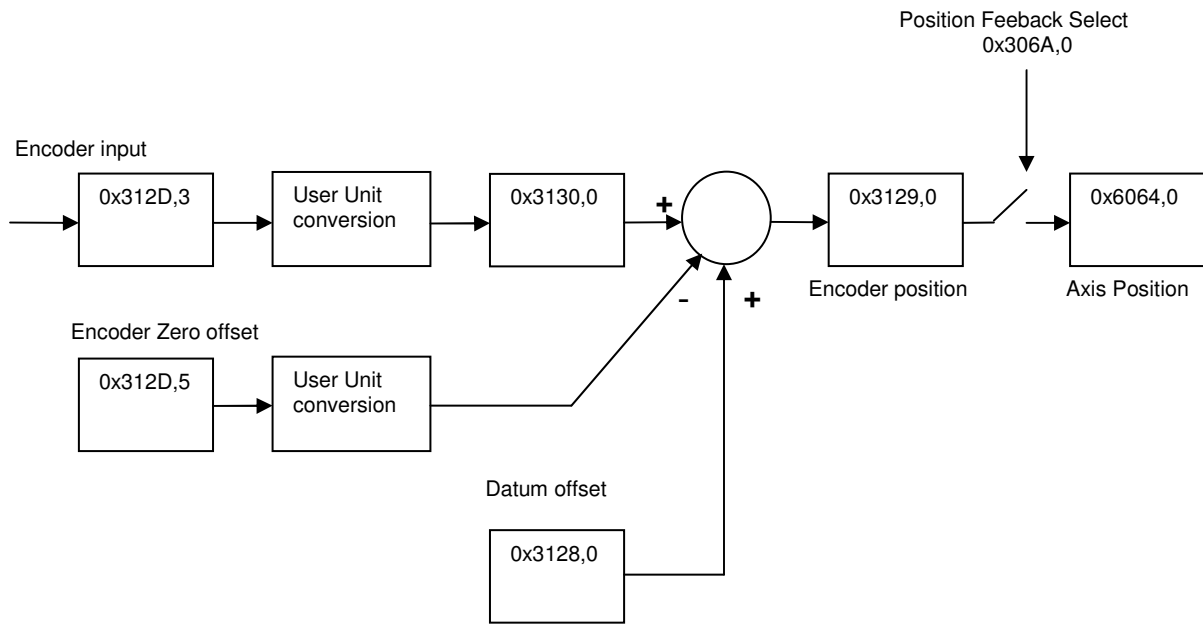 Position Feeback Select
0x306A,0
Encoder input
0x312D,3
User Unit
conversion
0x3130,0
+
0x3129,0
0x6064,0
Encoder position
Axis Position
-
+
Encoder Zero offset
0x312D,5
User Unit
conversion
Datum offset
0x3128,0